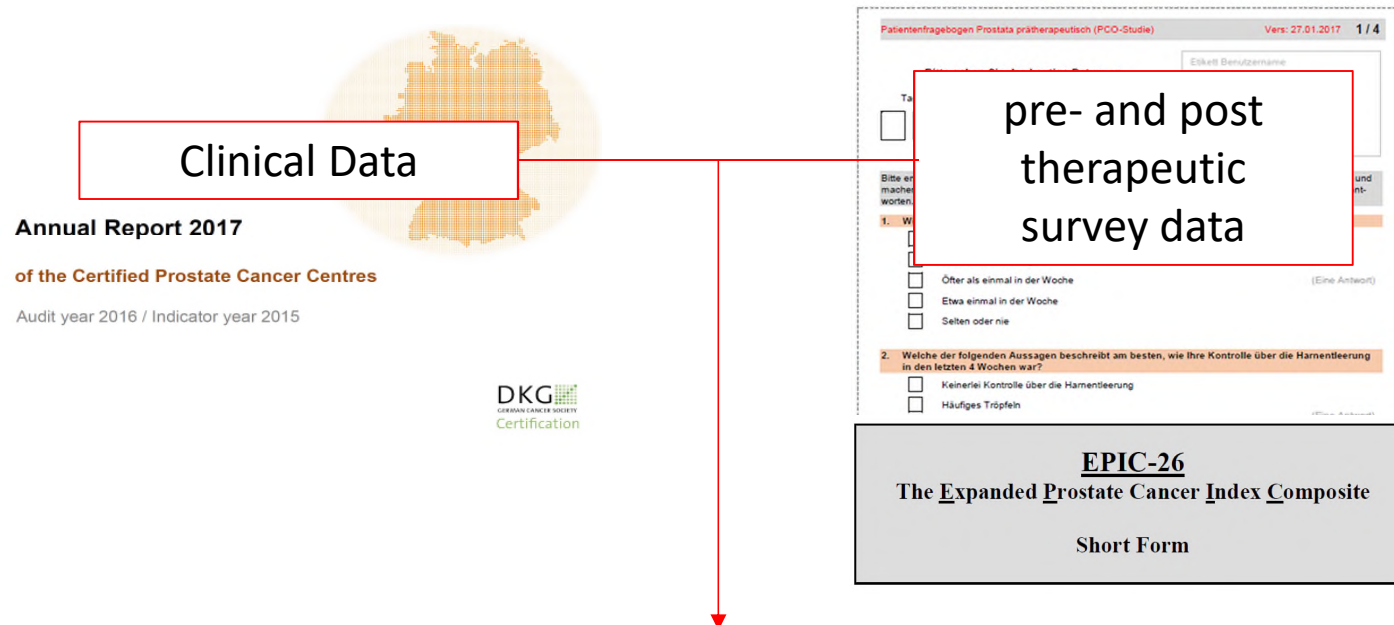 Clinical Data
Annual Report 2017
of the Certified Prostate Cancer Centres
Audit year 2016 / Indicator year 2015
DKG
GERMAN CANCER SOCIETY
Certification
Patientenfragebogen Prostata prätherapeutisch (PCO-Studie) Vers: 27.01.2017 1 / 4
Etikett Benutzername
Ta
pre- and post
therapeutic
survey data
Bitte er und
macher nt-
worten.
1. W
Öfter als einmal in der Woche (Eine Antwort)
Etwa einmal in der Woche
Selten oder nie
2. Welche der folgenden Aussagen beschreibt am besten, wie Ihre Kontrolle über die Harnentleerung
in den letzten 4 Wochen war?
Keinerlei Kontrolle über die Harnentleerung
Häufiges Tröpfeln
EPIC-26
The Expanded Prostate Cancer Index Composite
Short Form